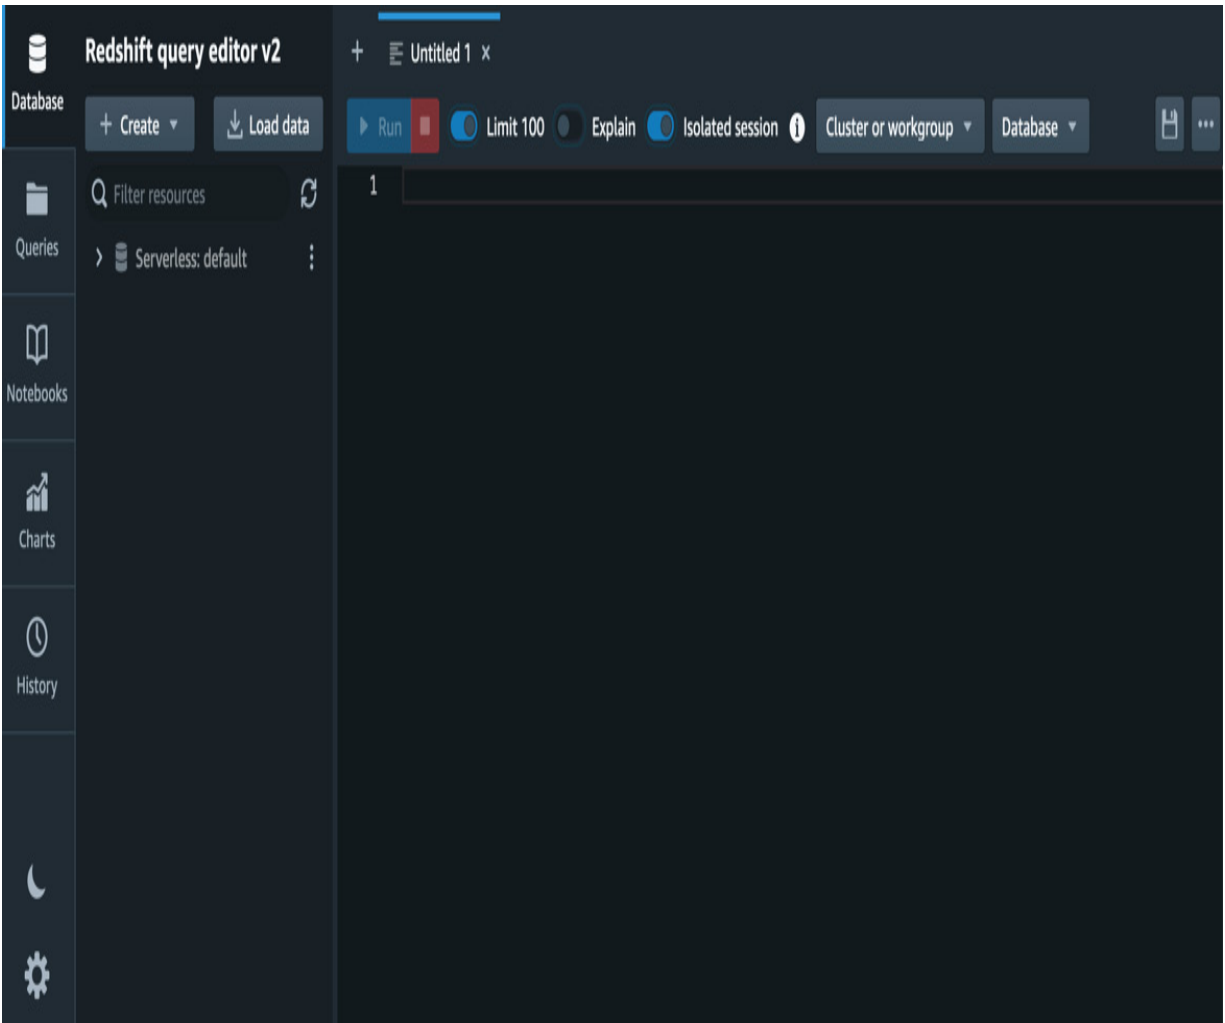 Database
Queries
Notebooks
Charts
History
Redshift query editor v2
+ Create
Load data
Filter resources
Serverless: default
+ Untitled 1 x
Run Limit 100 Explain Isolated session i Cluster or workgroup Database ...
1